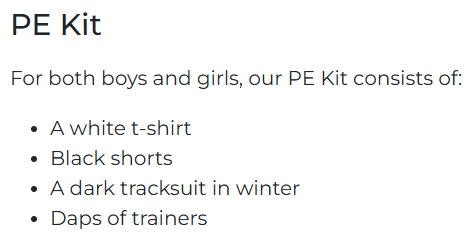 PE Kit
For both boys and girls, our PE Kit consists of:
• A white t-shirt
• Black shorts
• A dark tracksuit in winter
• Daps of trainers